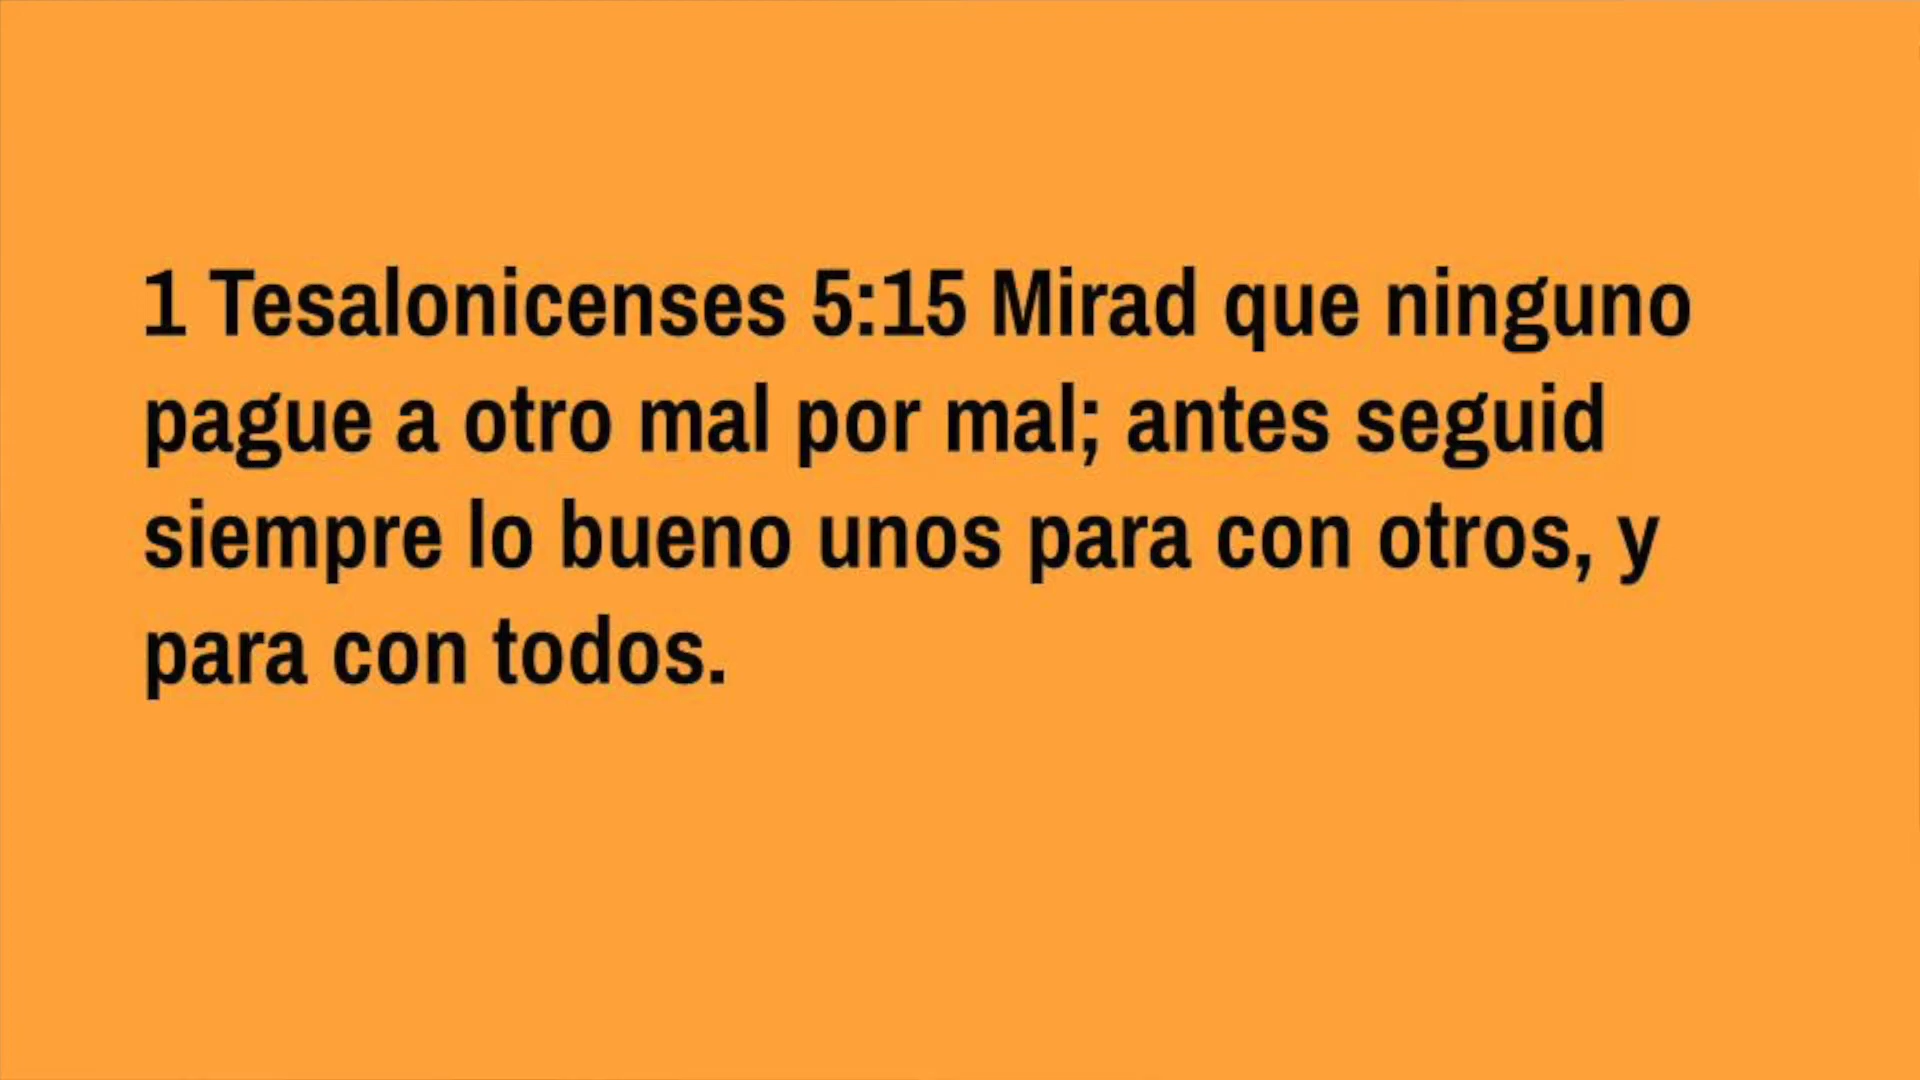 1 Tesalonicenses 5:15 Mirad que ninguno
pague a otro mal por mal; antes seguid
siempre lo bueno unos para con otros, y
para con todos.